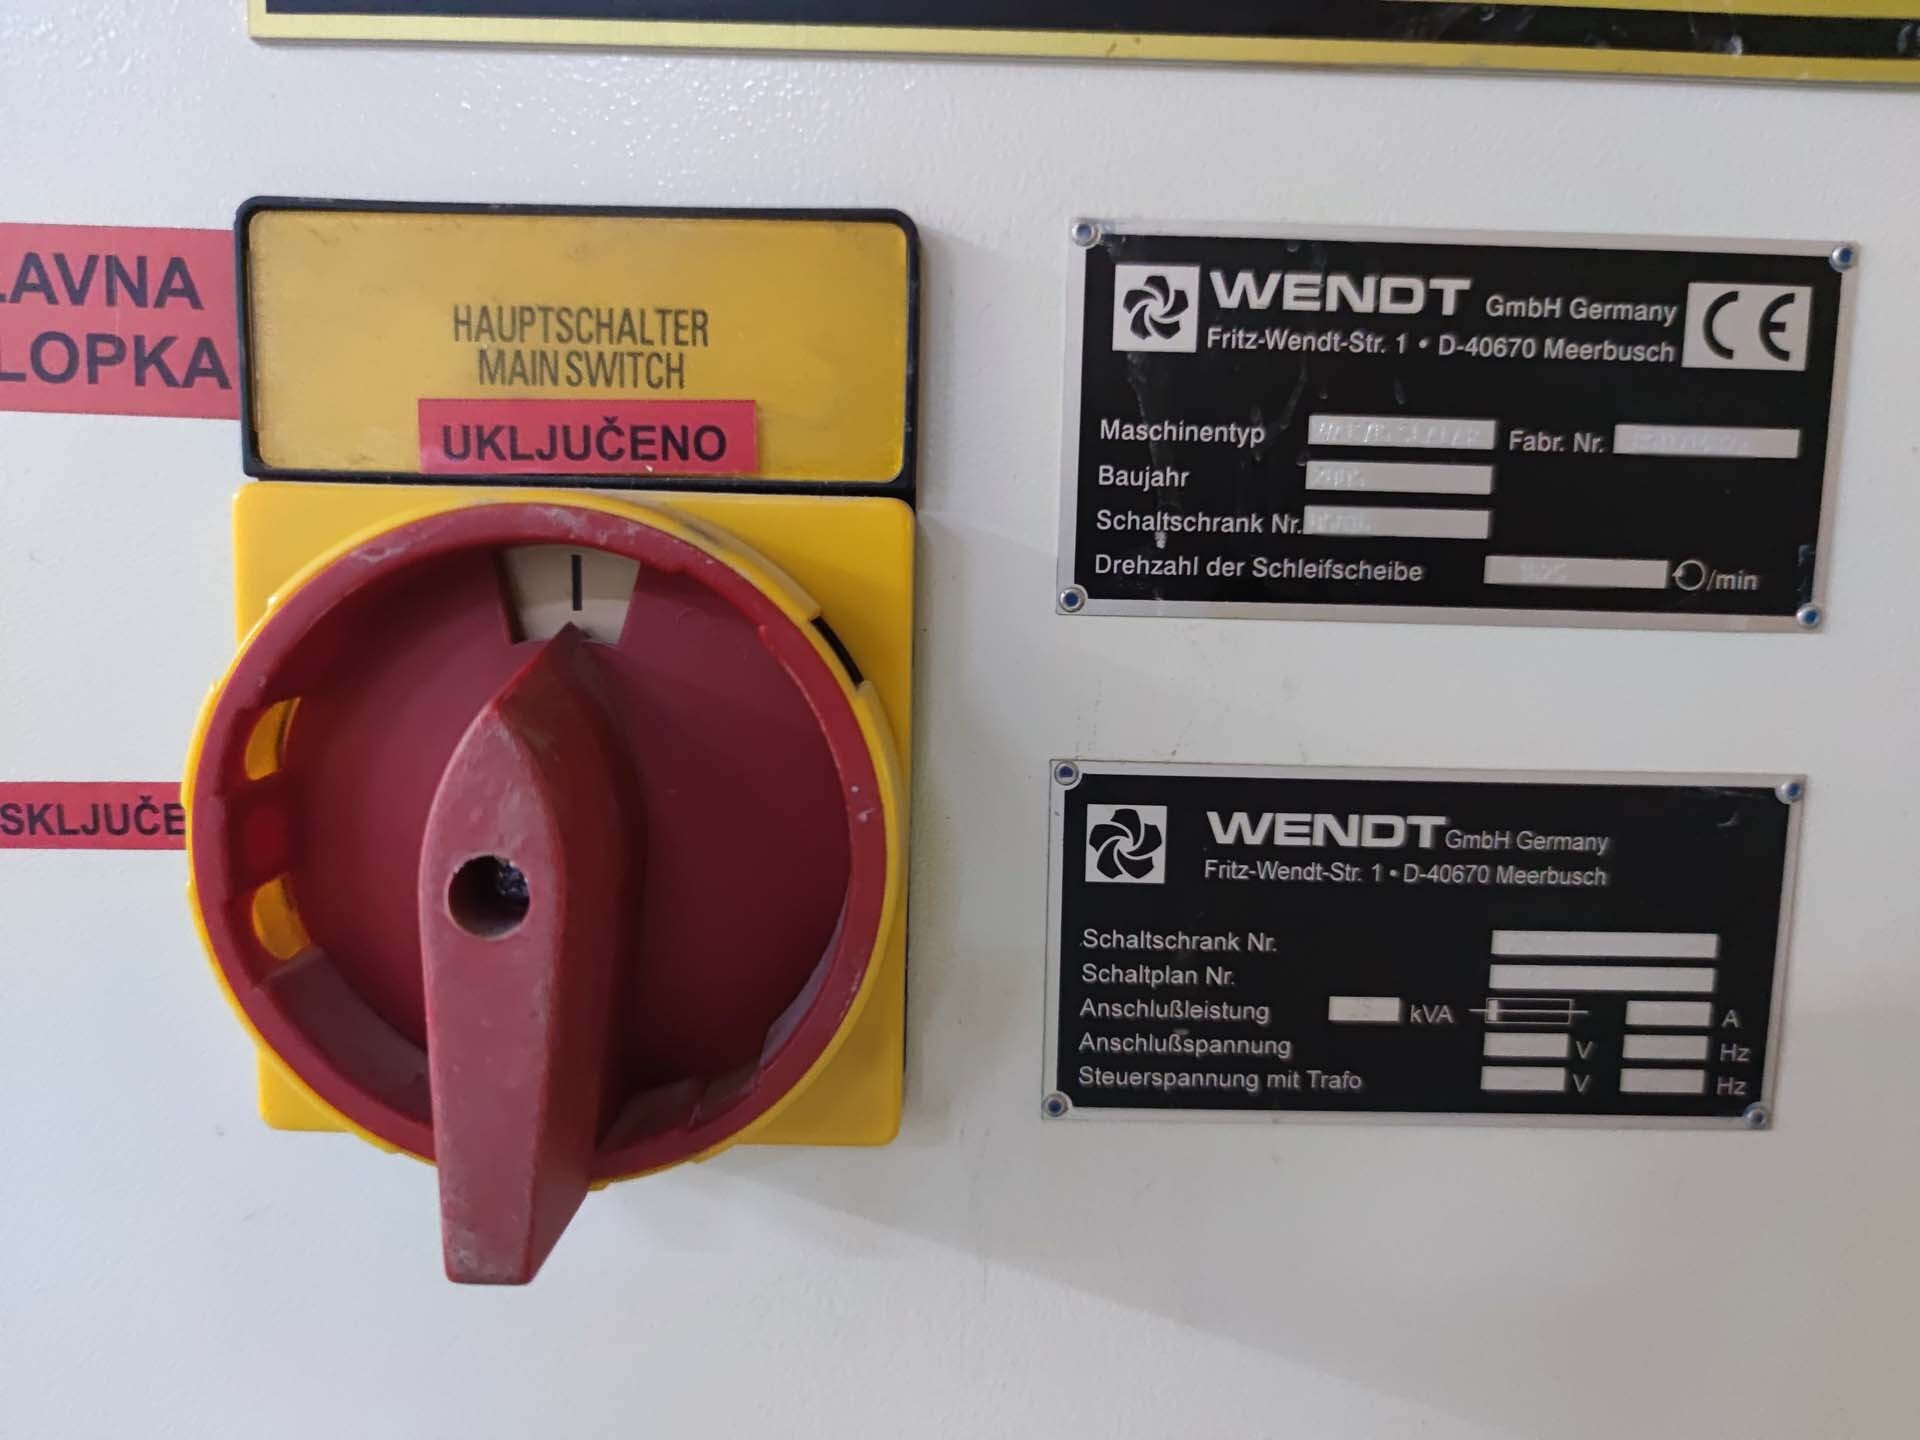 LAVNA
LOPKA
HAUPTSCHALTER
MAIN SWITCH
UKLJUČENO
I
SKLJUČE
WENDT GmbH Germany CE
Fritz-Wendt-Str. 1 • D-40670 Meerbusch
Maschinentyp Fabr. Nr.
Baujahr
Schaltschrank Nr.
Drehzahl der Schleifscheibe /min
WENDT GmbH Germany
Fritz-Wendt-Str. 1 • D-40670 Meerbusch
Schaltschrank Nr.
Schaltplan Nr.
Anschlußleistung kVA A
Anschlußspannung V Hz
Steuerspannung mit Trafo V Hz